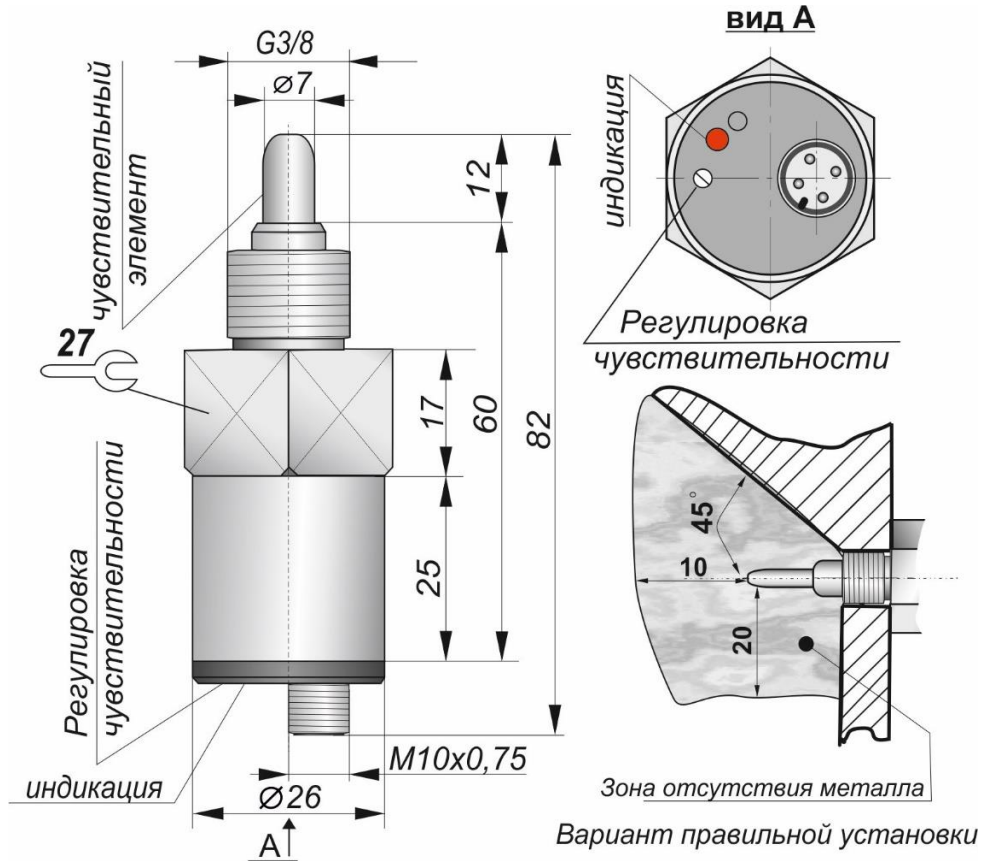 G3/8
⌀7
чувствительный
элемент
12
27
17
60
82
25
Регулировка
чувствительности
индикация
M10x0,75
⌀26
А
вид А
индикация
Регулировка
чувствительности
45°
10
20
Зона отсутствия металла
Вариант правильной установки